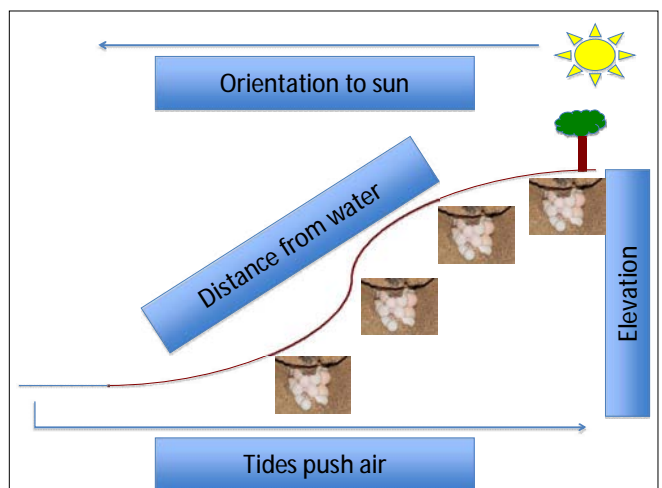 Orientation to sun
Distance from water
Elevation
Tides push air